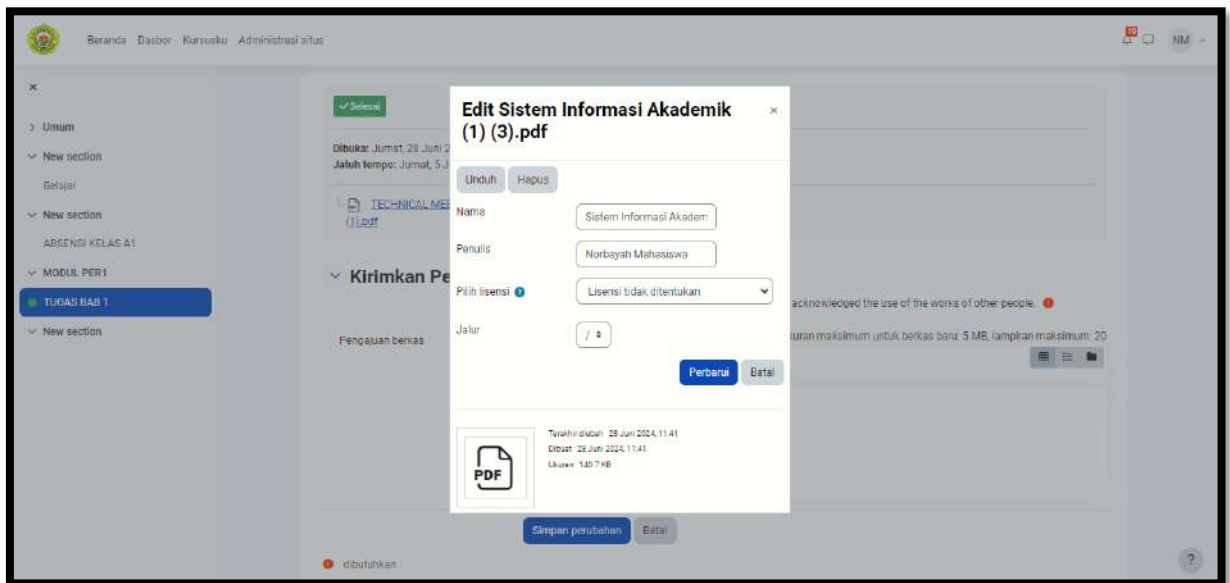 Beranda Dasbor Kursusku Administrasi situs
10
NM
Umum
New section
Belajar
New section
ABSENSI KELAS A1
MODUL PER1
TUGAS BAB 1
New section
Selesai
Dibuka: Jumat, 28 Juni 2
Jatuh tempo: Jumat, 5 J
TECHNICAL MEE
(1).pdf
Kirimkan Pe
acknowledged the use of the works of other people.
Pengajuan berkas
uran maksimum untuk berkas baru: 5 MB, lampiran maksimum: 20
Edit Sistem Informasi Akademik
(1) (3).pdf
×
Unduh Hapus
Nama Sistem Informasi Akadem
Penulis Norbayah Mahasiswa
Pilih lisensi ? Lisensi tidak ditentukan
Jalur /
Perbarui Batal
PDF
Terakhir diubah 28 Juni 2024, 11.41
Dibuat 28 Juni 2024, 11.41
Ukuran 140.7 KB
Simpan perubahan Batal
dibutuhkan
?